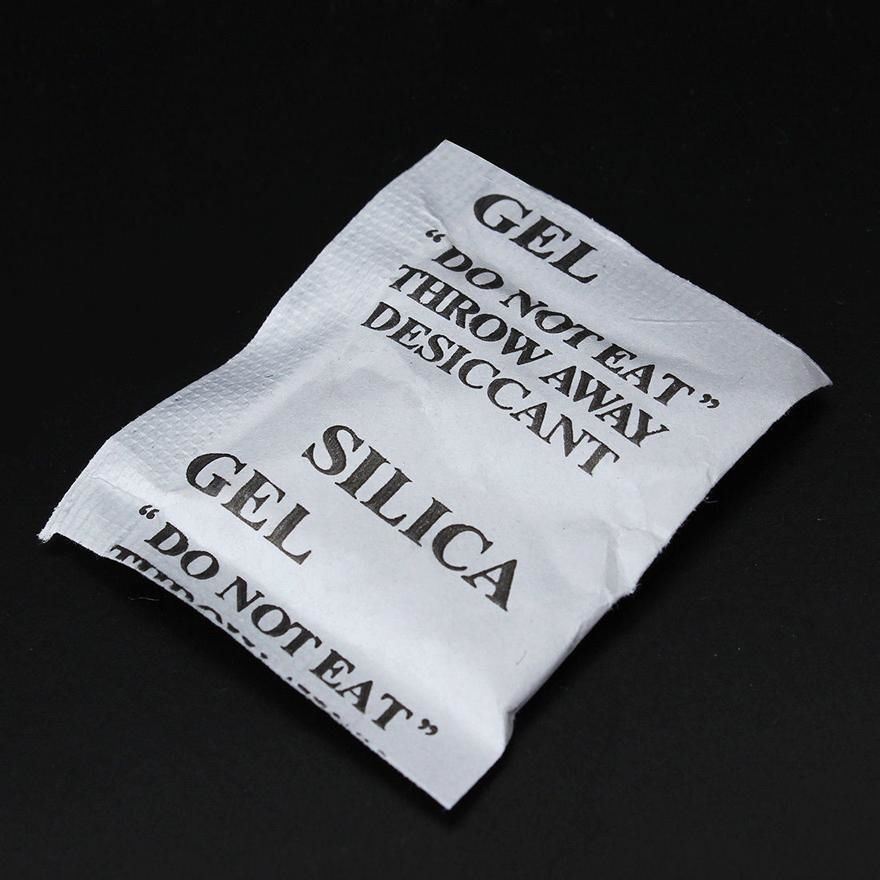 GEL
“DO NOT EAT”
THROW AWAY
DESICCANT
SILICA
GEL
“DO NOT EAT”